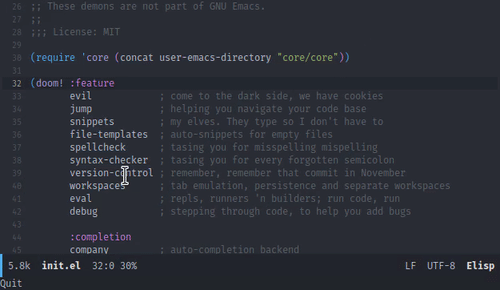 26 ;; These demons are not part of GNU Emacs.
27 ;;
28 ;;; License: MIT
29
30 (require 'core (concat user-emacs-directory "core/core"))
31
32 (doom! :feature
33 evil ; come to the dark side, we have cookies
34 jump ; helping you navigate your code base
35 snippets ; my elves. They type so I don't have to
36 file-templates ; auto-snippets for empty files
37 spellcheck ; tasing you for misspelling mispelling
38 syntax-checker ; tasing you for every forgotten semicolon
39 version-control ; remember, remember that commit in November
40 workspaces ; tab emulation, persistence and separate workspaces
41 eval ; repls, runners 'n builders; run code, run
42 debug ; stepping through code, to help you add bugs
43
44 :completion
45 company ; auto-completion backend
5.8k init.el 32:0 30% LF UTF-8 Elisp
Quit